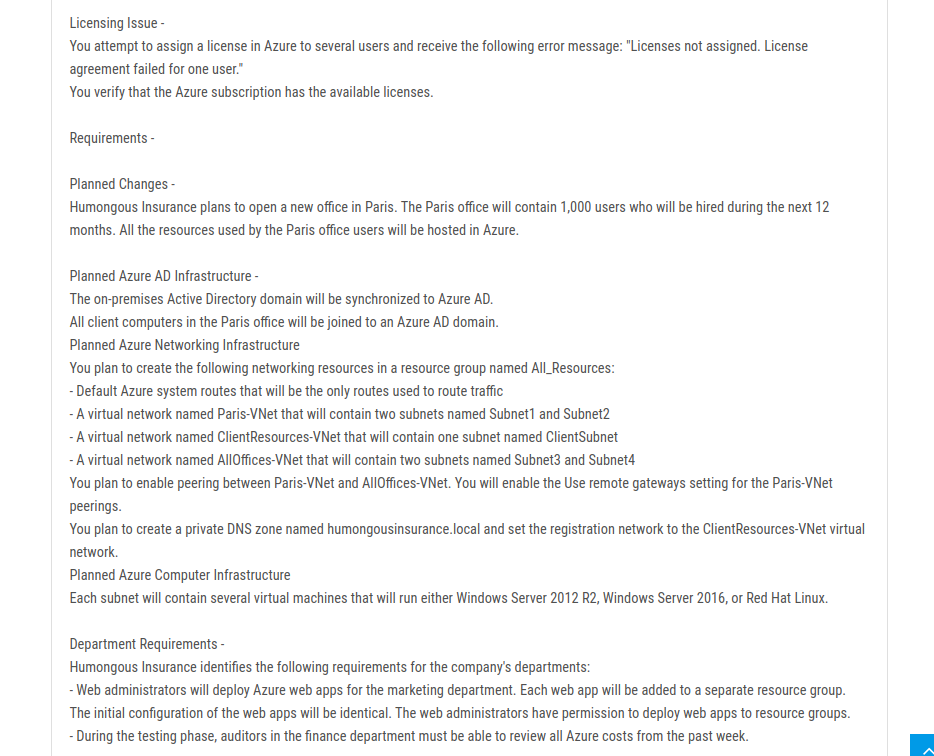 Licensing Issue -
You attempt to assign a license in Azure to several users and receive the following error message: "Licenses not assigned. License
agreement failed for one user."
You verify that the Azure subscription has the available licenses.
Requirements -
Planned Changes -
Humongous Insurance plans to open a new office in Paris. The Paris office will contain 1,000 users who will be hired during the next 12
months. All the resources used by the Paris office users will be hosted in Azure.
Planned Azure AD Infrastructure -
The on-premises Active Directory domain will be synchronized to Azure AD.
All client computers in the Paris office will be joined to an Azure AD domain.
Planned Azure Networking Infrastructure
You plan to create the following networking resources in a resource group named All_Resources:
- Default Azure system routes that will be the only routes used to route traffic
- A virtual network named Paris-VNet that will contain two subnets named Subnet1 and Subnet2
- A virtual network named ClientResources-VNet that will contain one subnet named ClientSubnet
- A virtual network named AllOffices-VNet that will contain two subnets named Subnet3 and Subnet4
You plan to enable peering between Paris-VNet and AllOffices-VNet. You will enable the Use remote gateways setting for the Paris-VNet
peerings.
You plan to create a private DNS zone named humongousinsurance.local and set the registration network to the ClientResources-VNet virtual
network.
Planned Azure Computer Infrastructure
Each subnet will contain several virtual machines that will run either Windows Server 2012 R2, Windows Server 2016, or Red Hat Linux.
Department Requirements -
Humongous Insurance identifies the following requirements for the company's departments:
- Web administrators will deploy Azure web apps for the marketing department. Each web app will be added to a separate resource group.
The initial configuration of the web apps will be identical. The web administrators have permission to deploy web apps to resource groups.
- During the testing phase, auditors in the finance department must be able to review all Azure costs from the past week.